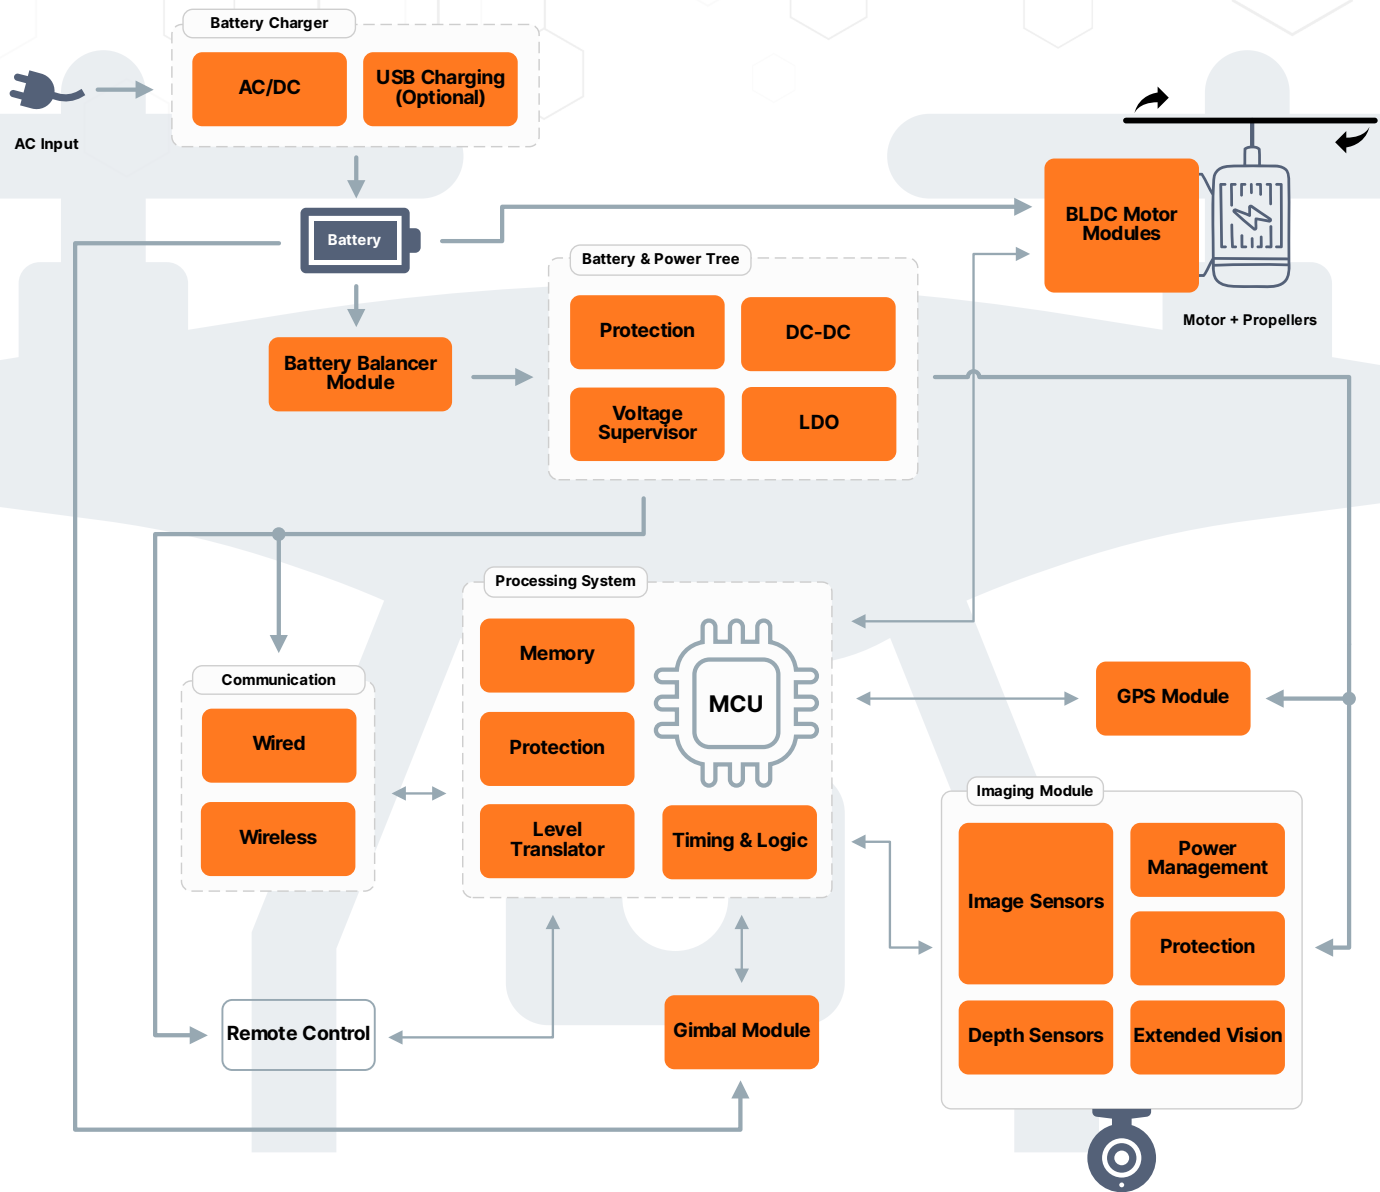 Battery Charger
AC/DC
USB Charging
(Optional)
AC Input
Battery
BLDC Motor
Modules
Motor + Propellers
Battery & Power Tree
Protection
DC-DC
Voltage
Supervisor
LDO
Battery Balancer
Module
Processing System
Memory
MCU
Protection
Level
Translator
Timing & Logic
Communication
Wired
Wireless
GPS Module
Imaging Module
Image Sensors
Power
Management
Protection
Depth Sensors
Extended Vision
Remote Control
Gimbal Module